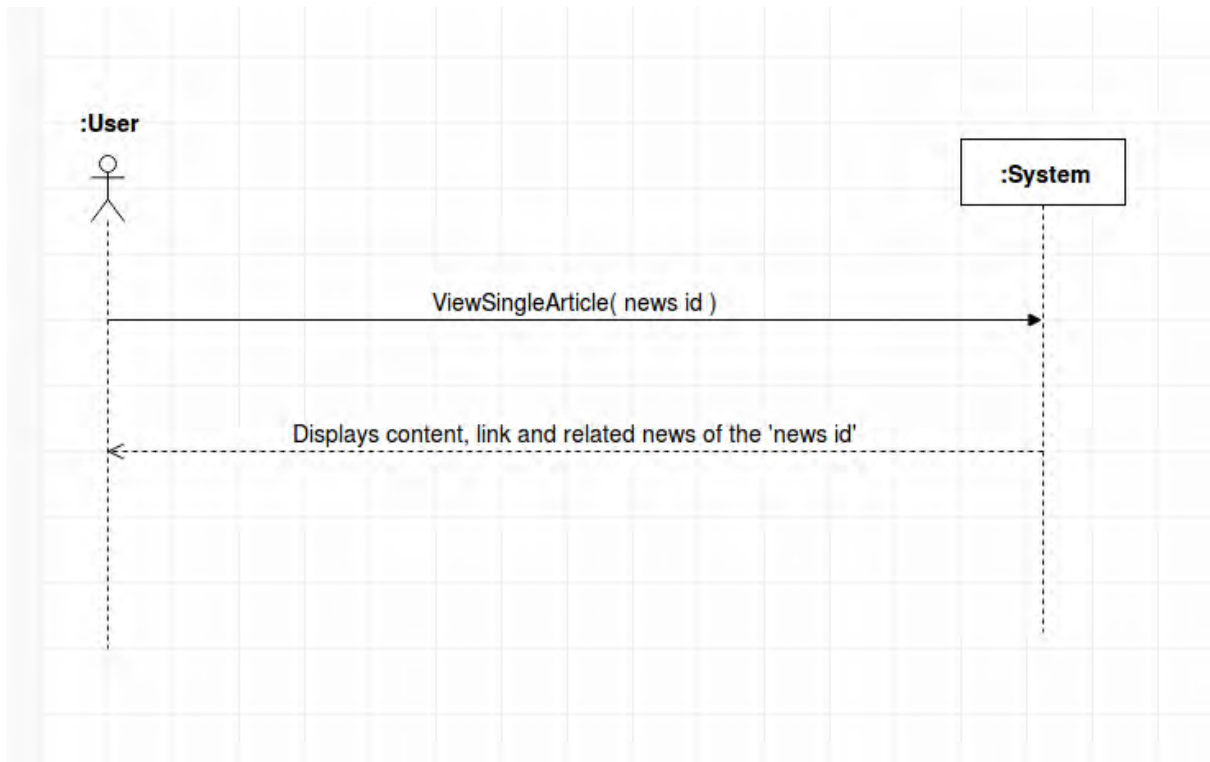 :User
:System
ViewSingleArticle( news id )
Displays content, link and related news of the 'news id'